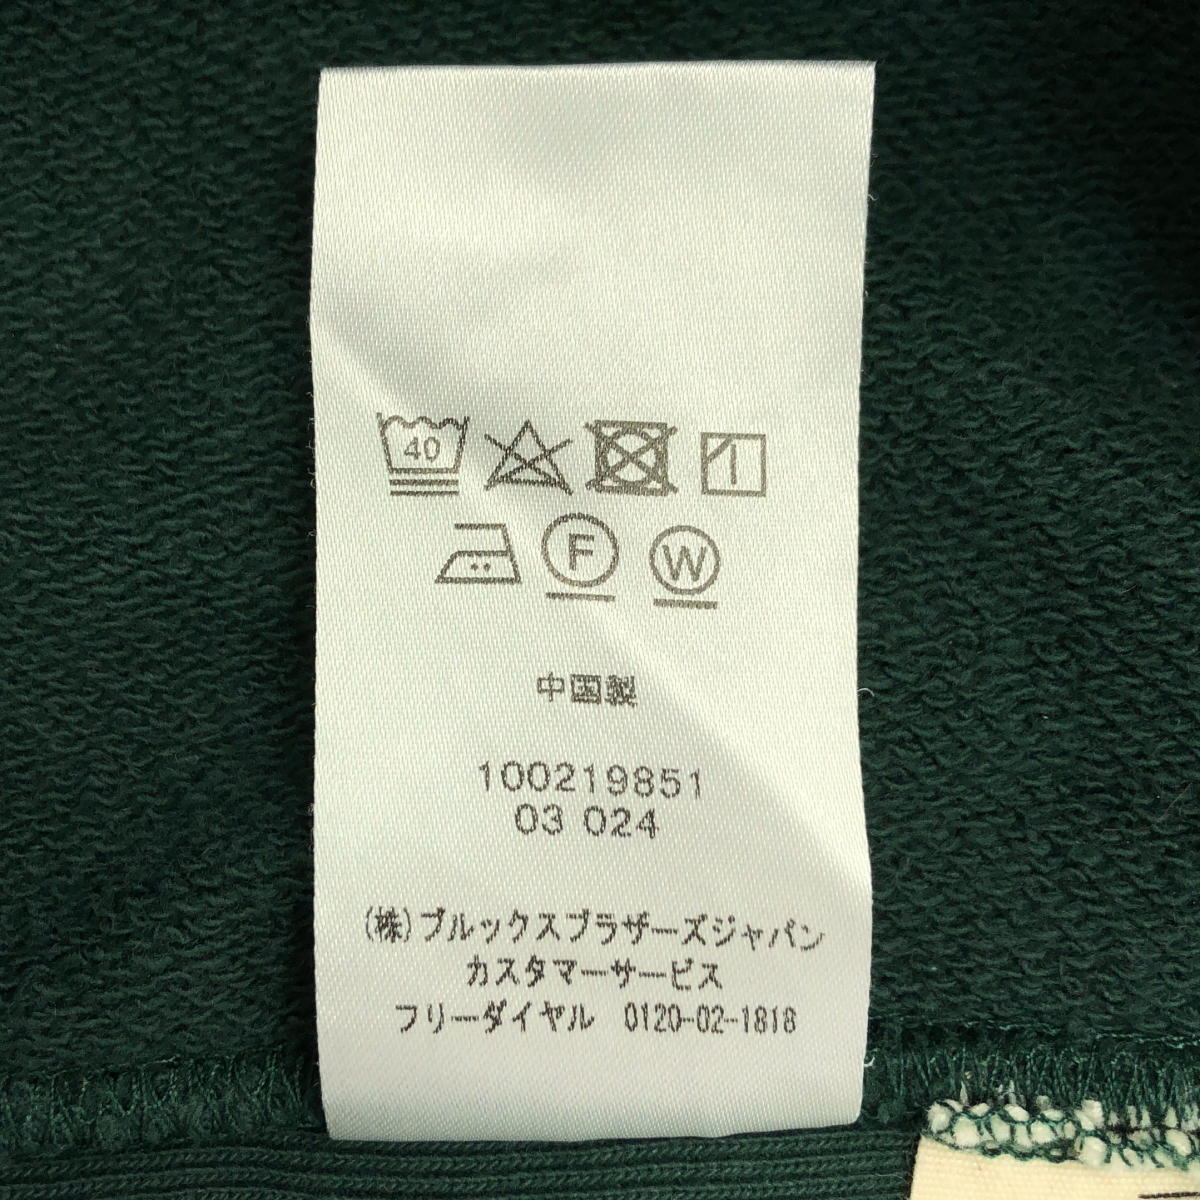 40
F W
中国製
100219851
03 024
(株)ブルックスブラザーズジャパン
カスタマーサービス
フリーダイヤル 0120-02-1818